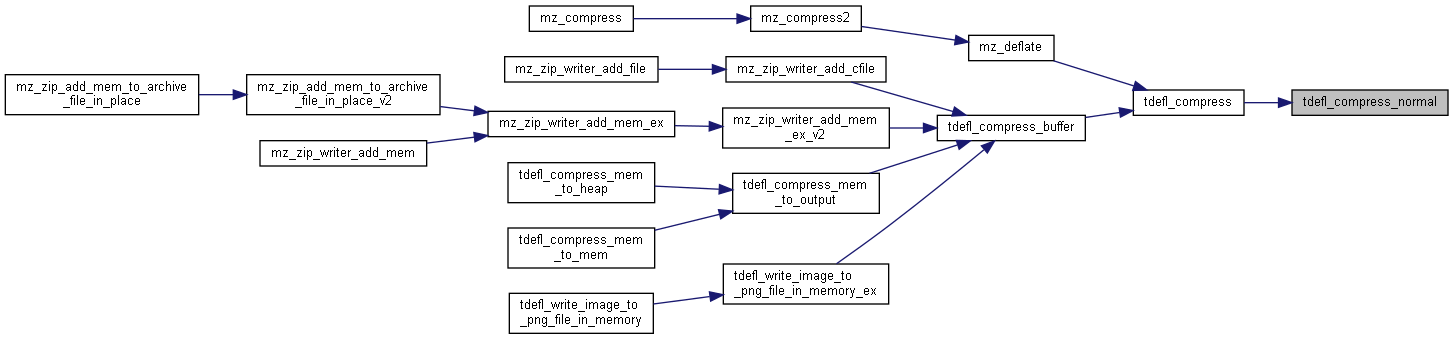 mz_compress
mz_compress2
mz_deflate
mz_zip_writer_add_file
mz_zip_writer_add_cfile
mz_zip_add_mem_to_archive
_file_in_place
mz_zip_add_mem_to_archive
_file_in_place_v2
tdefl_compress
tdefl_compress_normal
mz_zip_writer_add_mem_ex
mz_zip_writer_add_mem
_ex_v2
tdefl_compress_buffer
mz_zip_writer_add_mem
tdefl_compress_mem
_to_heap
tdefl_compress_mem
_to_output
tdefl_compress_mem
_to_mem
tdefl_write_image_to
_png_file_in_memory_ex
tdefl_write_image_to
_png_file_in_memory